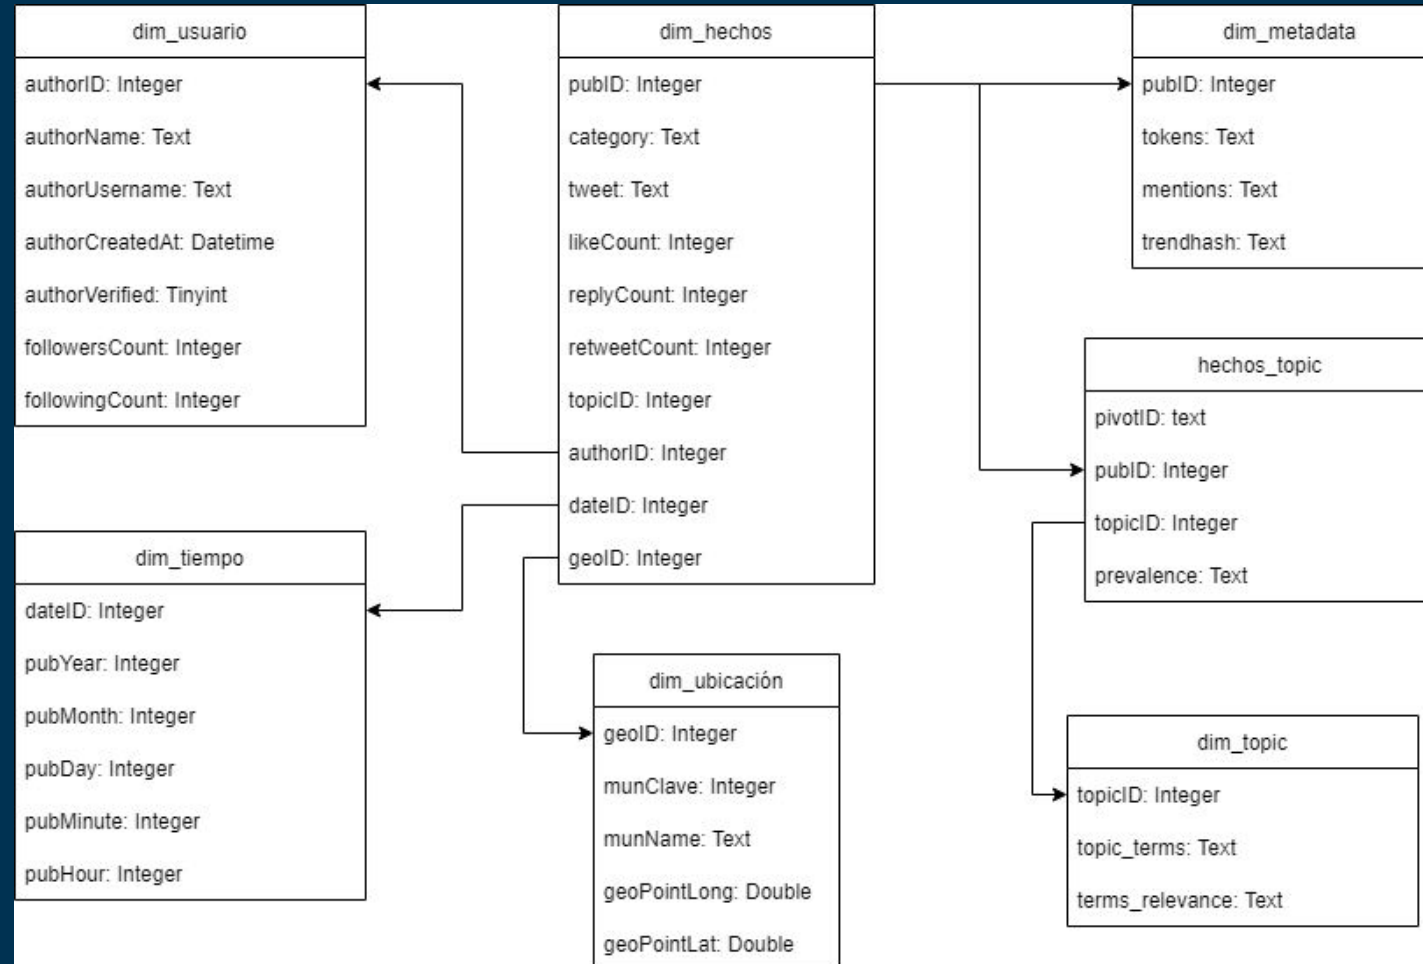 dim_usuario
authorID: Integer
authorName: Text
authorUsername: Text
authorCreatedAt: Datetime
authorVerified: Tinyint
followersCount: Integer
followingCount: Integer
dim_hechos
pubID: Integer
category: Text
tweet: Text
likeCount: Integer
replyCount: Integer
retweetCount: Integer
topicID: Integer
authorID: Integer
dateID: Integer
geoID: Integer
dim_metadata
pubID: Integer
tokens: Text
mentions: Text
trendhash: Text
hechos_topic
pivotID: text
pubID: Integer
topicID: Integer
prevalence: Text
dim_tiempo
dateID: Integer
pubYear: Integer
pubMonth: Integer
pubDay: Integer
pubMinute: Integer
pubHour: Integer
dim_ubicación
geoID: Integer
munClave: Integer
munName: Text
geoPointLong: Double
geoPointLat: Double
dim_topic
topicID: Integer
topic_terms: Text
terms_relevance: Text